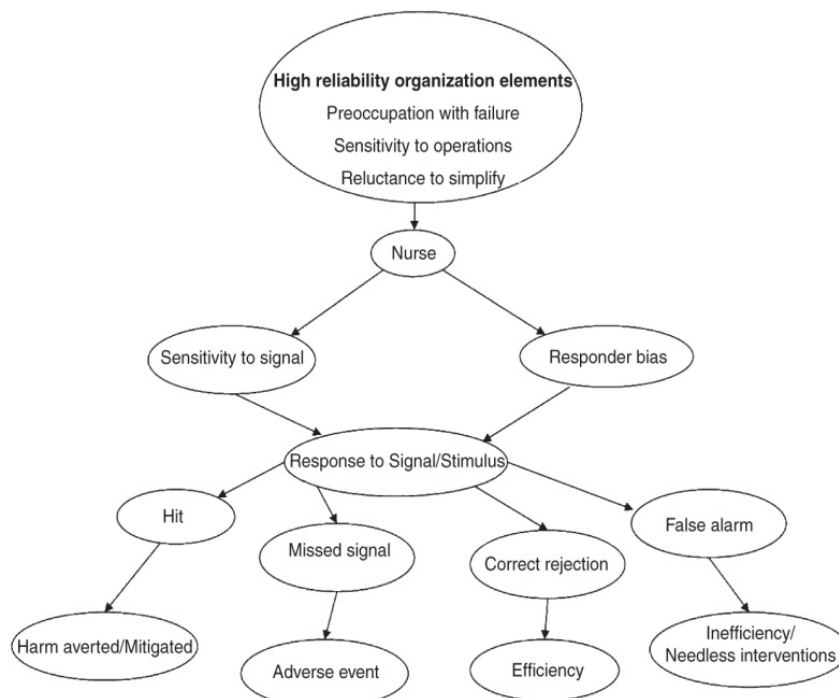 High reliability organization elements
Preoccupation with failure
Sensitivity to operations
Reluctance to simplify
Nurse
Sensitivity to signal
Responder bias
Response to Signal/Stimulus
Hit
Missed signal
Correct rejection
False alarm
Harm averted/Mitigated
Adverse event
Efficiency
Inefficiency/
Needless interventions